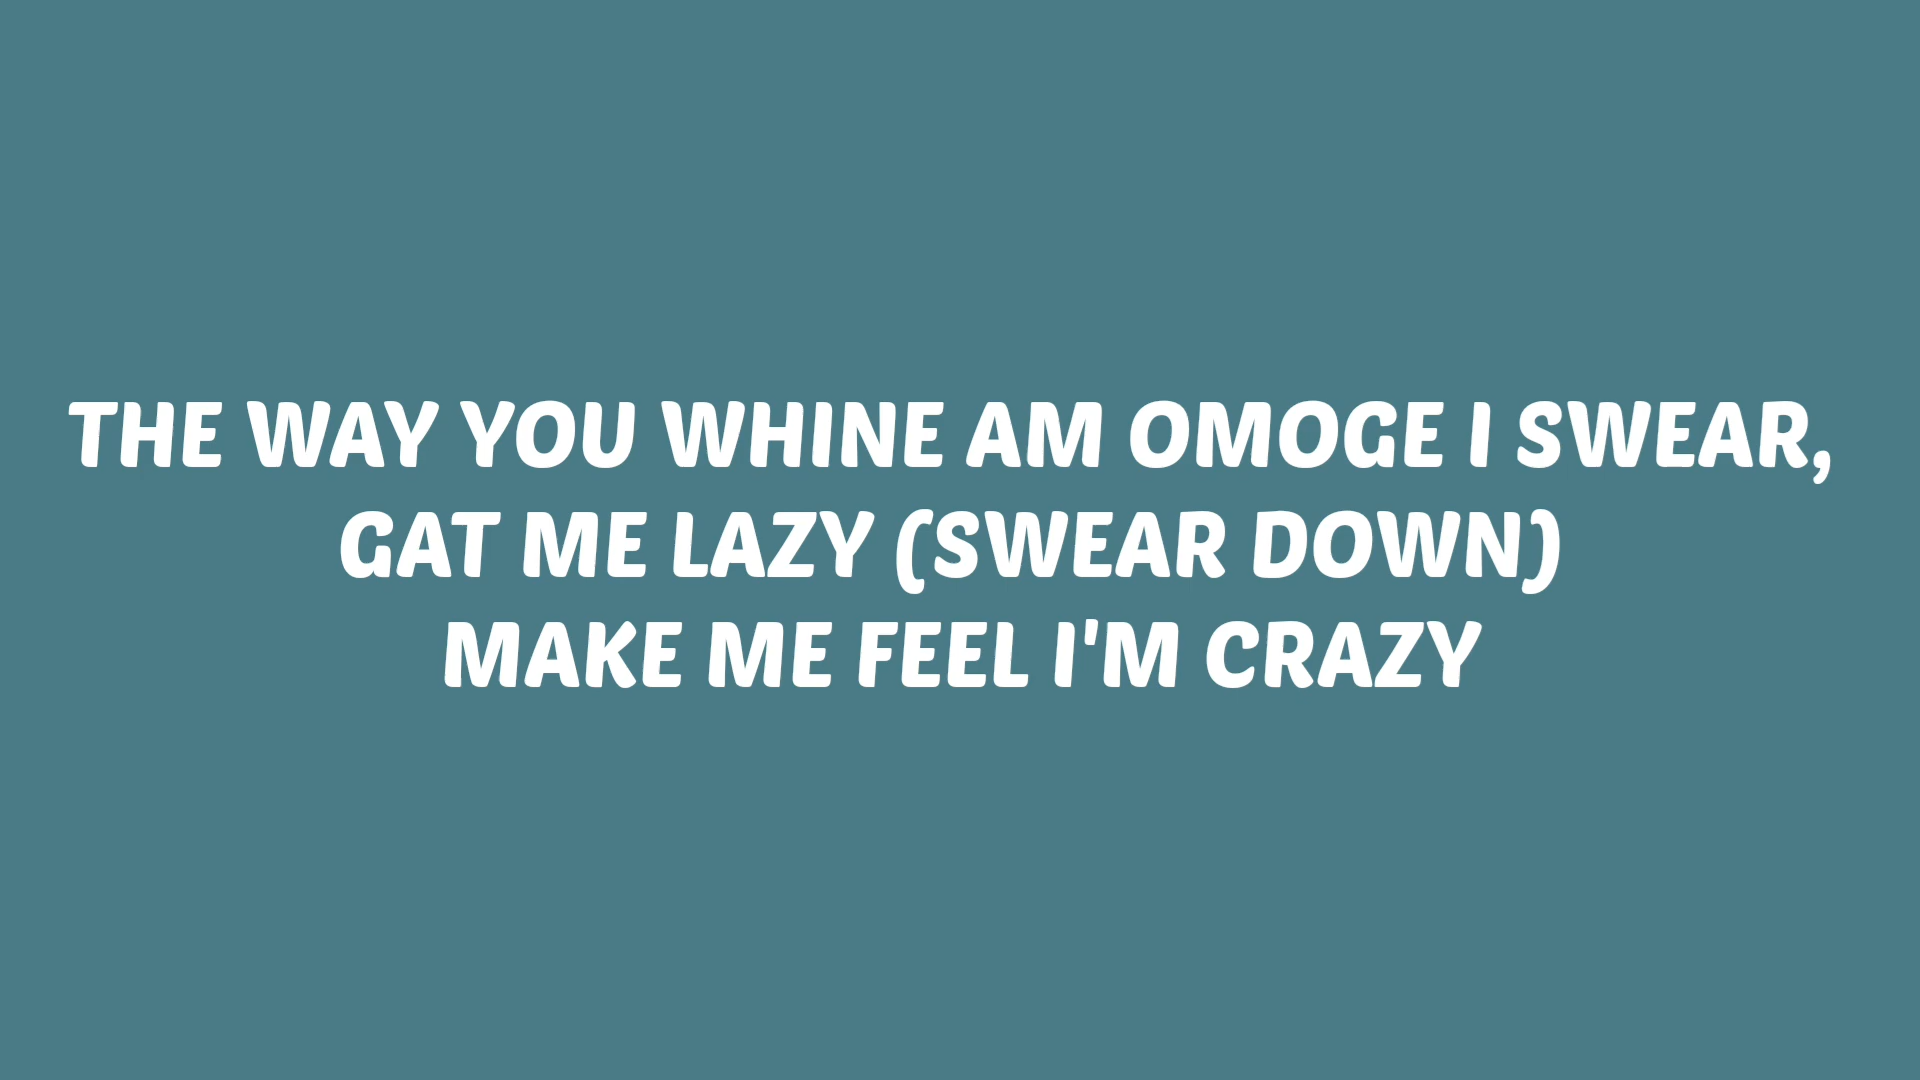 THE WAY YOU WHINE AM OMOGE I SWEAR,
GAT ME LAZY (SWEAR DOWN)
MAKE ME FEEL I'M CRAZY